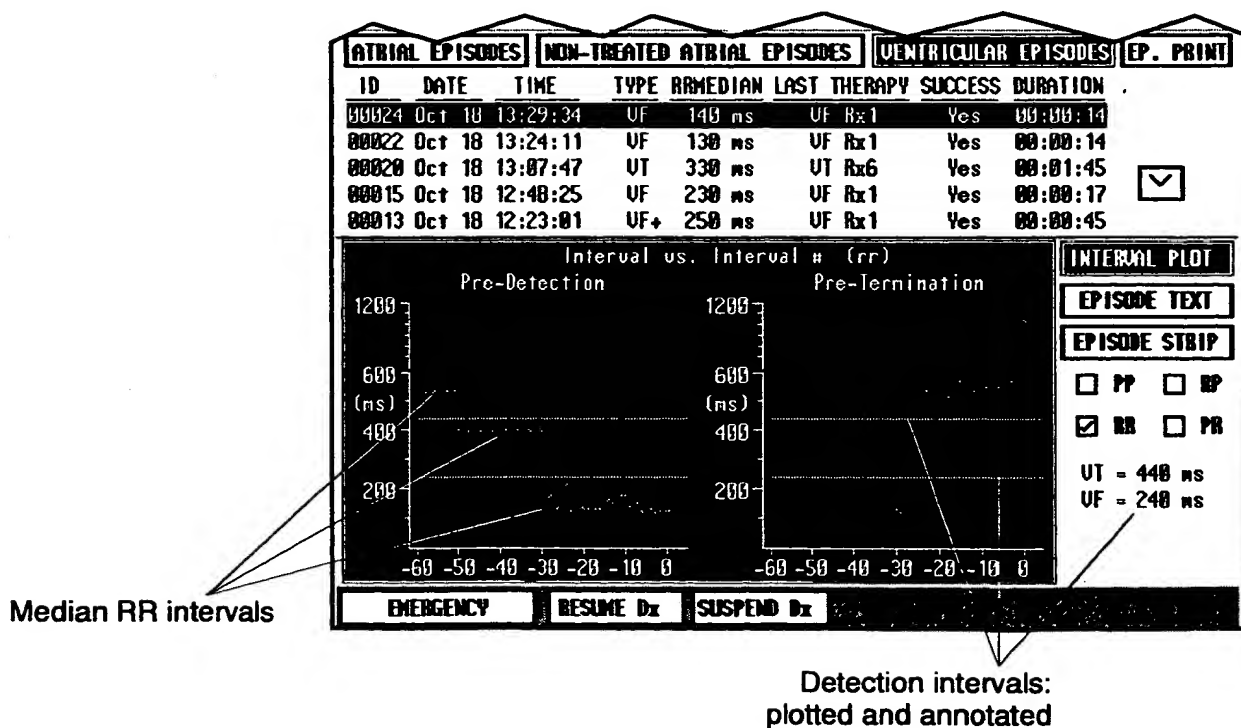 ATRIAL EPISODES NON-TREATED ATRIAL EPISODES VENTRICULAR EPISODES EP. PRINT
ID DATE TIME TYPE RRMEDIAN LAST THERAPY SUCCESS DURATION
00024 Oct 18 13:29:34 VF 140 ms VF Rx1 Yes 00:00:14
00022 Oct 18 13:24:11 VF 130 ms VF Rx1 Yes 00:00:14
00020 Oct 18 13:07:47 VT 330 ms VT Rx6 Yes 00:01:45
00015 Oct 18 12:48:25 VF 230 ms VF Rx1 Yes 00:00:17
00013 Oct 18 12:23:01 VF+ 250 ms VF Rx1 Yes 00:00:45
Interval vs. Interval # (rr)
INTERVAL PLOT
Pre-Detection Pre-Termination
EPISODE TEXT
1200 1200
EPISODE STRIP
600 600
PP RP
(ms) (ms)
400 400
RR PR
VT = 440 ms
200 200
VF = 240 ms
-60 -50 -40 -30 -20 -10 0 -60 -50 -40 -30 -20 -10 0
EMERGENCY RESUME Dx SUSPEND Dx
Median RR intervals
Detection intervals:
plotted and annotated